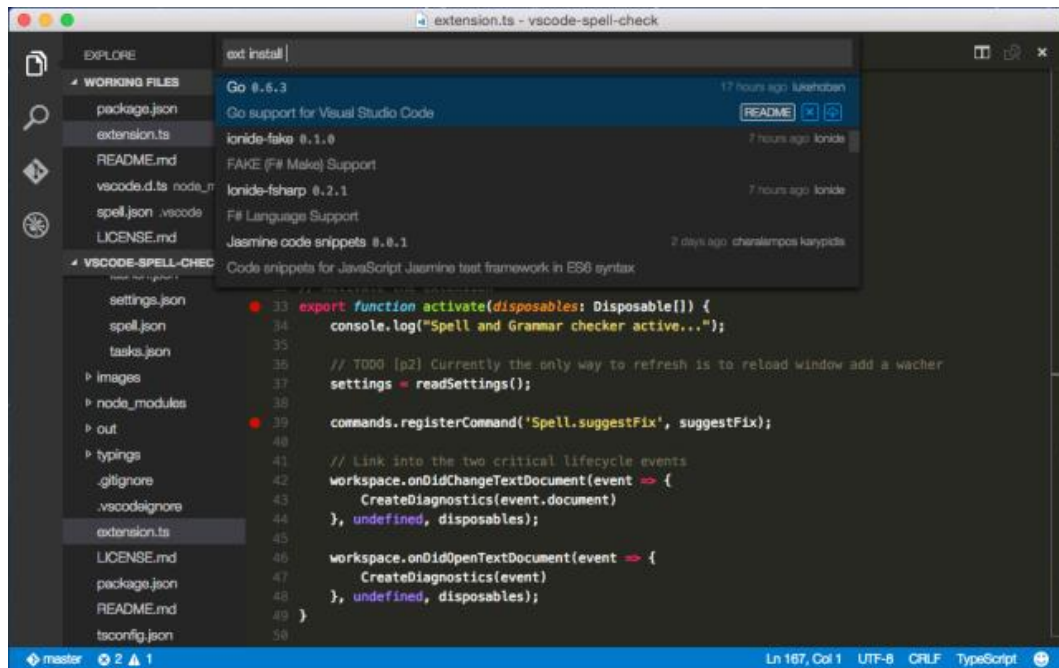 extension.ts - vscode-spell-check
EXPLORE
WORKING FILES
package.json
extension.ts
README.md
vscode.d.ts node_m
spell.json .vscode
LICENSE.md
VSCODE-SPELL-CHEC
settings.json
spell.json
tasks.json
images
node_modules
out
typings
.gitignore
.vscodeignore
extension.ts
LICENSE.md
package.json
README.md
tsconfig.json
ext install
Go 0.6.3 17 hours ago lukehoban
Go support for Visual Studio Code README
ionide-fake 0.1.0 7 hours ago Ionide
FAKE (F# Make) Support
Ionide-fsharp 0.2.1 7 hours ago Ionide
F# Language Support
Jasmine code snippets 0.0.1 2 days ago charalampos karypidis
Code snippets for JavaScript Jasmine test framework in ES6 syntax
33 export function activate(disposables: Disposable[]) {
34 console.log("Spell and Grammar checker active...");
35
36 // TODO [p2] Currently the only way to refresh is to reload window add a wacher
37 settings = readSettings();
38
39 commands.registerCommand('Spell.suggestFix', suggestFix);
40
41 // Link into the two critical lifecycle events
42 workspace.onDidChangeTextDocument(event => {
43 CreateDiagnostics(event.document)
44 }, undefined, disposables);
45
46 workspace.onDidOpenTextDocument(event => {
47 CreateDiagnostics(event)
48 }, undefined, disposables);
49 }
50
master 2 1 Ln 167, Col 1 UTF-8 CRLF TypeScript